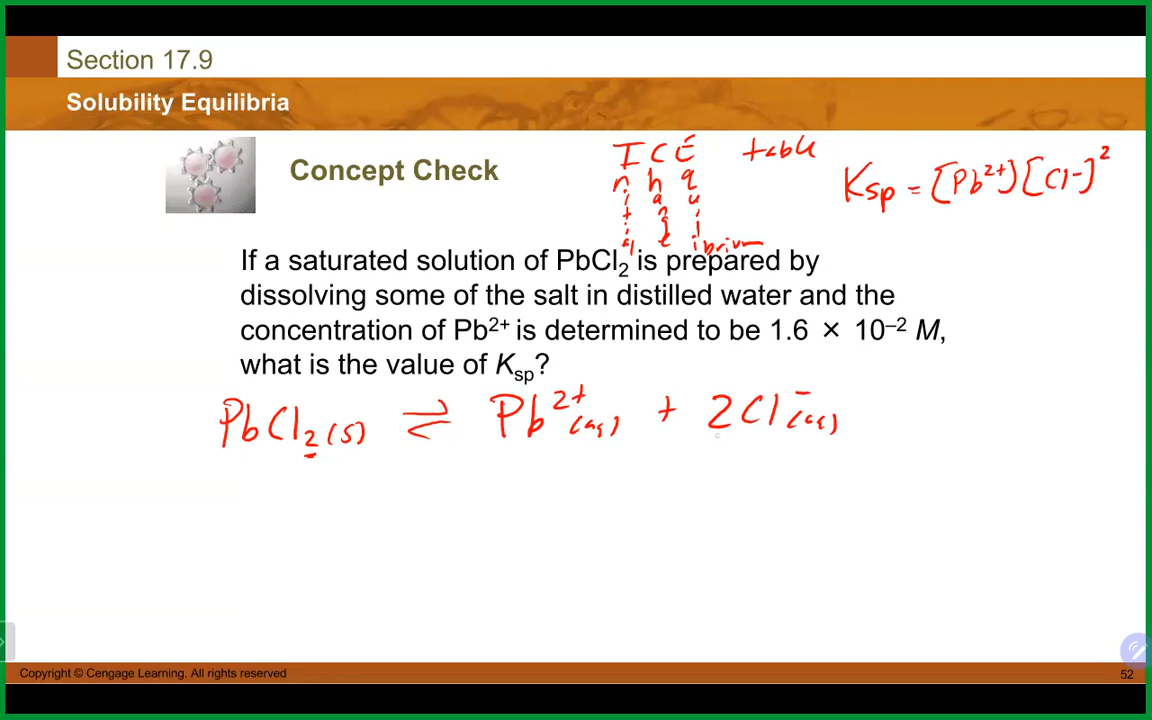 Section 17.9
Solubility Equilibria
Concept Check
I C E table
nitial hange quilibrium
Ksp = [Pb²⁺][Cl-]²
If a saturated solution of PbCl₂ is prepared by
dissolving some of the salt in distilled water and the
concentration of Pb²⁺ is determined to be 1.6 × 10⁻² M,
what is the value of Ksp?
PbCl₂(s) ⇌ Pb²⁺(aq) + 2Cl⁻(aq)
Copyright © Cengage Learning. All rights reserved
52